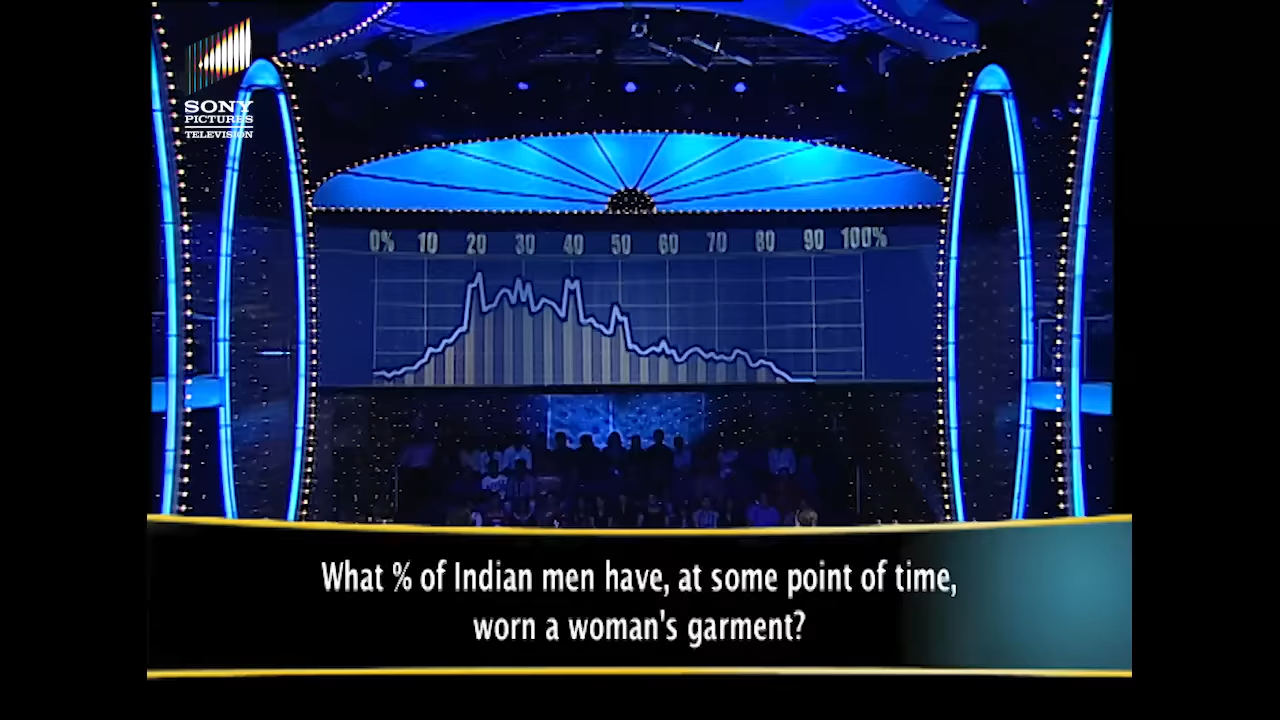 SONY
PICTURES
TELEVISION
0% 10 20 30 40 50 60 70 80 90 100%
What % of Indian men have, at some point of time,
worn a woman's garment?